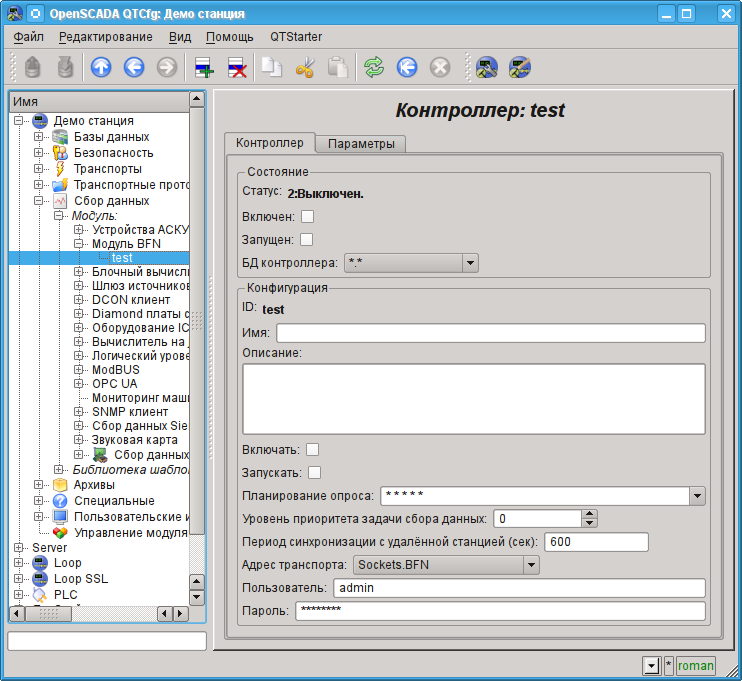 OpenSCADA QTCfg: Демо станция
Файл Редактирование Вид Помощь QTStarter
Имя
Демо станция
Базы данных
Безопасность
Транспорты
Транспортные прото
Сбор данных
Модуль:
Устройства АСКУ
Модуль BFN
test
Блочный вычисли
Шлюз источников
DCON клиент
Diamond платы с
Оборудование IC
Вычислитель на
Логический урове
ModBUS
OPC UA
Мониторинг маши
SNMP клиент
Сбор данных Sie
Звуковая карта
Сбор данных
Библиотека шабло
Архивы
Специальные
Пользовательские и
Управление модуля
Server
Loop
Loop SSL
PLC
Контроллер: test
Контроллер Параметры
Состояние
Статус: 2:Выключен.
Включен:
Запущен:
БД контроллера: *.*
Конфигурация
ID: test
Имя:
Описание:
Включать:
Запускать:
Планирование опроса: * * * * *
Уровень приоритета задачи сбора данных: 0
Период синхронизации с удалённой станцией (сек): 600
Адрес транспорта: Sockets.BFN
Пользователь: admin
Пароль: ********
* roman